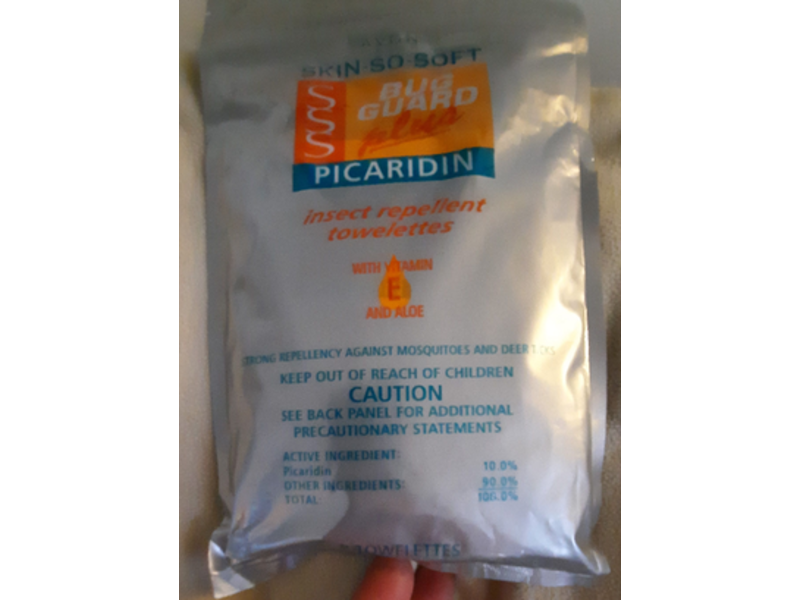 SKIN-SO-SOFT
SSS
BUG
GUARD
plus
PICARIDIN
insect repellent
towelettes
WITH VITAMIN
E
AND ALOE
STRONG REPELLENCY AGAINST MOSQUITOES AND DEER TICKS
KEEP OUT OF REACH OF CHILDREN
CAUTION
SEE BACK PANEL FOR ADDITIONAL
PRECAUTIONARY STATEMENTS
ACTIVE INGREDIENT:
Picaridin 10.0%
OTHER INGREDIENTS: 90.0%
TOTAL: 100.0%
TOWELETTES